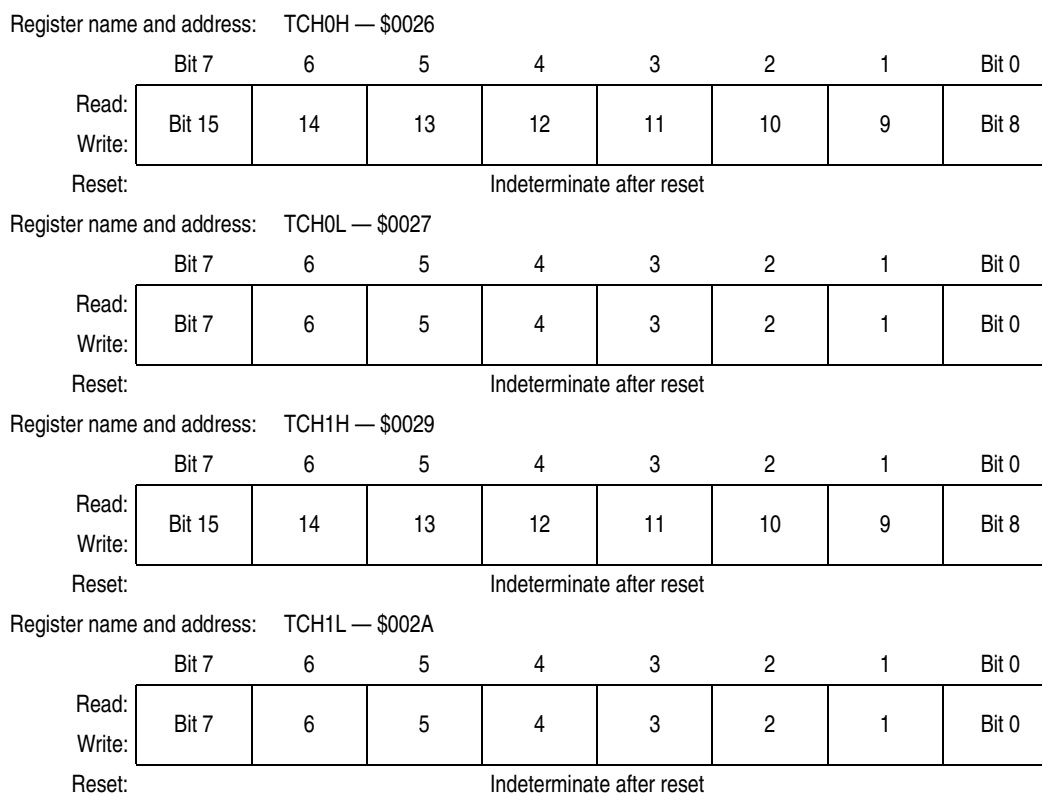 Register name and address: TCH0H — $0026
Bit 7 6 5 4 3 2 1 Bit 0
Read:
Bit 15 14 13 12 11 10 9 Bit 8
Write:
Reset: Indeterminate after reset
Register name and address: TCH0L — $0027
Bit 7 6 5 4 3 2 1 Bit 0
Read:
Bit 7 6 5 4 3 2 1 Bit 0
Write:
Reset: Indeterminate after reset
Register name and address: TCH1H — $0029
Bit 7 6 5 4 3 2 1 Bit 0
Read:
Bit 15 14 13 12 11 10 9 Bit 8
Write:
Reset: Indeterminate after reset
Register name and address: TCH1L — $002A
Bit 7 6 5 4 3 2 1 Bit 0
Read:
Bit 7 6 5 4 3 2 1 Bit 0
Write:
Reset: Indeterminate after reset